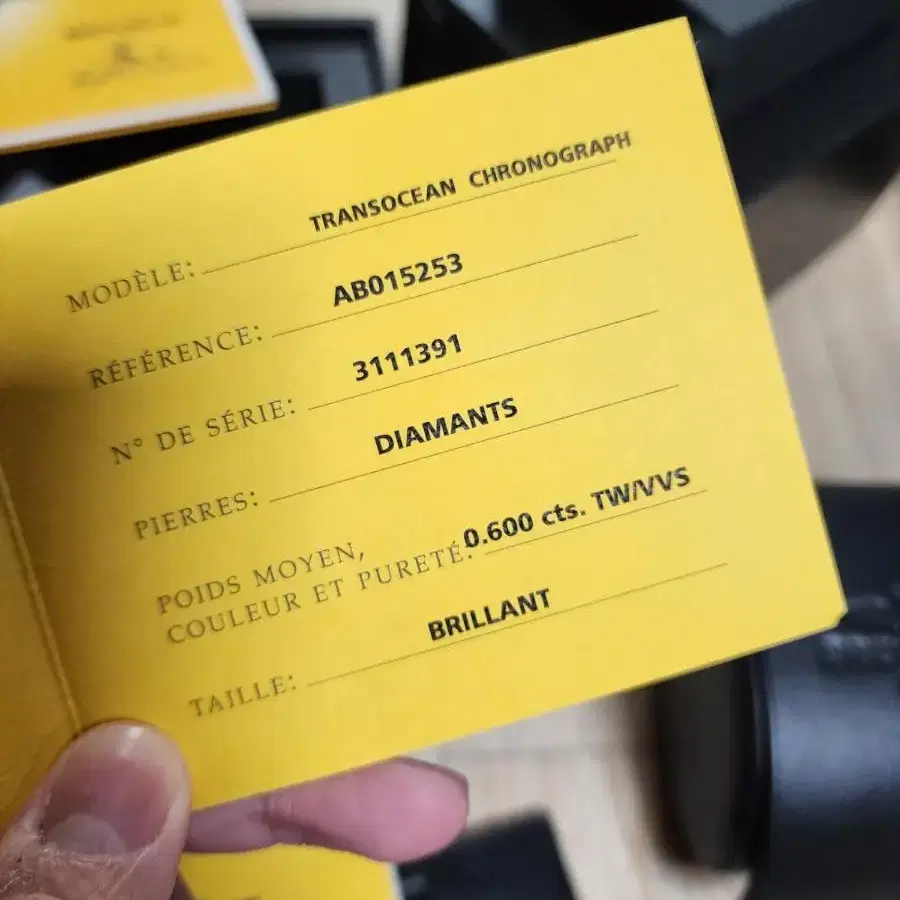 MODÈLE: TRANSOCEAN CHRONOGRAPH
RÉFÉRENCE: AB015253
N° DE SÉRIE: 3111391
PIERRES: DIAMANTS
POIDS MOYEN,
COULEUR ET PURETÉ: 0.600 cts. TW/VVS
TAILLE: BRILLANT